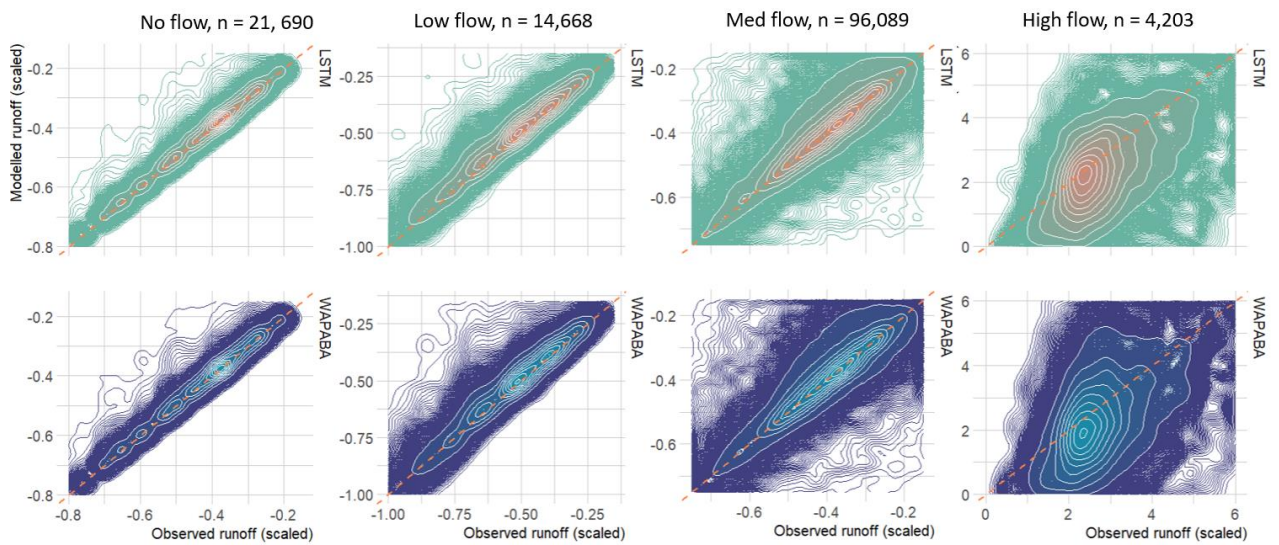 No flow, n = 21, 690
Low flow, n = 14,668
Med flow, n = 96,089
High flow, n = 4,203
Modelled runoff (scaled)
-0.2
-0.4
-0.6
-0.8
LSTM
-0.25
-0.50
-0.75
-1.00
LSTM
-0.2
-0.4
-0.6
LSTM
6
4
2
0
LSTM
-0.2
-0.4
-0.6
-0.8
WAPABA
-0.25
-0.50
-0.75
-1.00
WAPABA
-0.2
-0.4
-0.6
WAPABA
6
4
2
0
WAPABA
-0.8 -0.6 -0.4 -0.2
Observed runoff (scaled)
-1.00 -0.75 -0.50 -0.25
Observed runoff (scaled)
-0.6 -0.4 -0.2
Observed runoff (scaled)
0 2 4 6
Observed runoff (scaled)